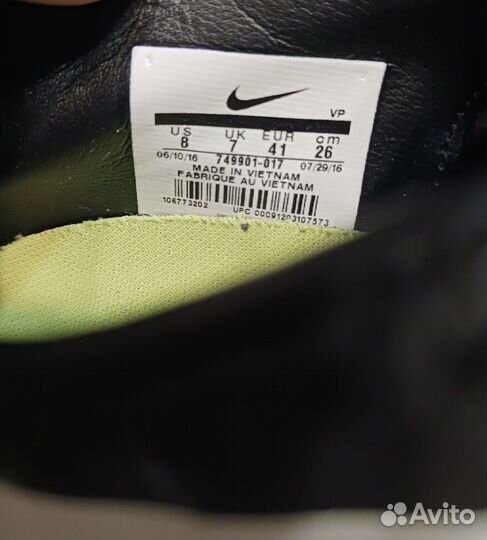 VP
US UK EUR cm
8 7 41 26
06/10/16 749901-017 07/29/16
MADE IN VIETNAM
FABRIQUE AU VIETNAM
106773202 UPC 00091203107573
Avito